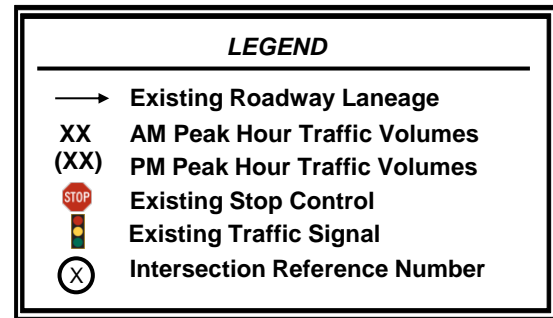 LEGEND
Existing Roadway Laneage
XX AM Peak Hour Traffic Volumes
(XX) PM Peak Hour Traffic Volumes
STOP Existing Stop Control
Existing Traffic Signal
X Intersection Reference Number